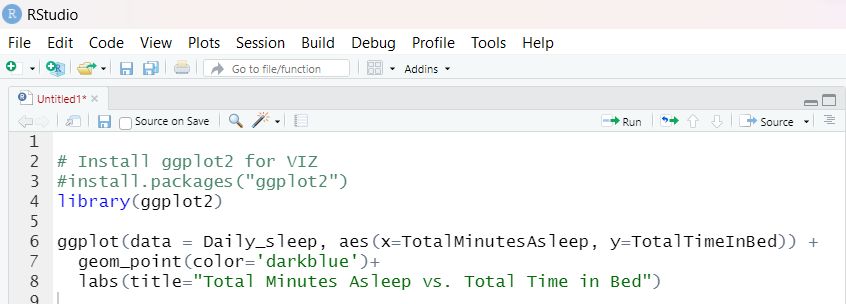 RStudio
File Edit Code View Plots Session Build Debug Profile Tools Help
Go to file/function Addins
Untitled1* ×
Source on Save Run Source
1
2 # Install ggplot2 for VIZ
3 #install.packages("ggplot2")
4 library(ggplot2)
5
6 ggplot(data = Daily_sleep, aes(x=TotalMinutesAsleep, y=TotalTimeInBed)) +
7 geom_point(color='darkblue')+
8 labs(title="Total Minutes Asleep vs. Total Time in Bed")
9